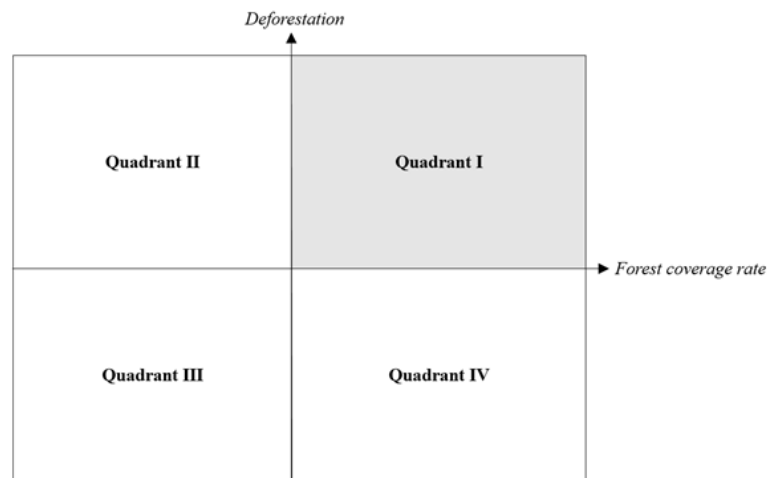 Deforestation
Quadrant II
Quadrant I
Forest coverage rate
Quadrant III
Quadrant IV